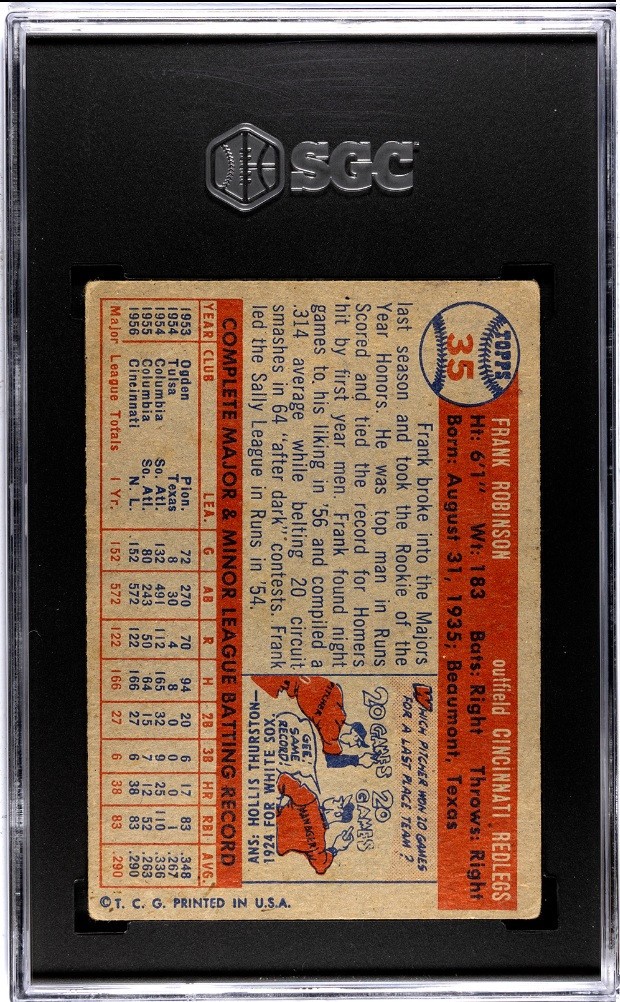 SGC
TOPPS
35
FRANK ROBINSON outfield CINCINNATI REDLEGS
Ht: 6'1" Wt: 183 Bats: Right Throws: Right
Born: August 31, 1935; Beaumont, Texas
Frank broke into the Majors
last season and took the Rookie of the
Year Honors. He was top man in Runs
Scored and tied the record for Homers
hit by first year men. Frank found night
games to his liking in '56 and compiled a
.314 average while belting 20 circuit
smashes in 64 "after dark" contests. Frank
led the Sally League in Runs in '54.
WHICH PITCHER WON 20 GAMES
FOR A LAST PLACE TEAM?
20 GAMES 20 GAMES
GEE,
SAME
RECORD!
MANAGER
ANS: HOLLIS THURSTON—
1924 FOR WHITE SOX
COMPLETE MAJOR & MINOR LEAGUE BATTING RECORD
YEAR CLUB LEA. G AB R H 2B 3B HR RBI AVG.
1953 Ogden Pion. 72 270 70 94 20 6 17 83 .348
1954 Tulsa Texas 8 30 4 8 0 0 0 1 .267
1954 Columbia So. Atl. 132 491 112 165 32 9 25 110 .336
1955 Columbia So. Atl. 80 243 50 64 15 7 12 52 .263
1956 Cincinnati N. L. 152 572 122 166 27 6 38 83 .290
Major League Totals 1 Yr. 152 572 122 166 27 6 38 83 .290
© T. C. G. PRINTED IN U.S.A.